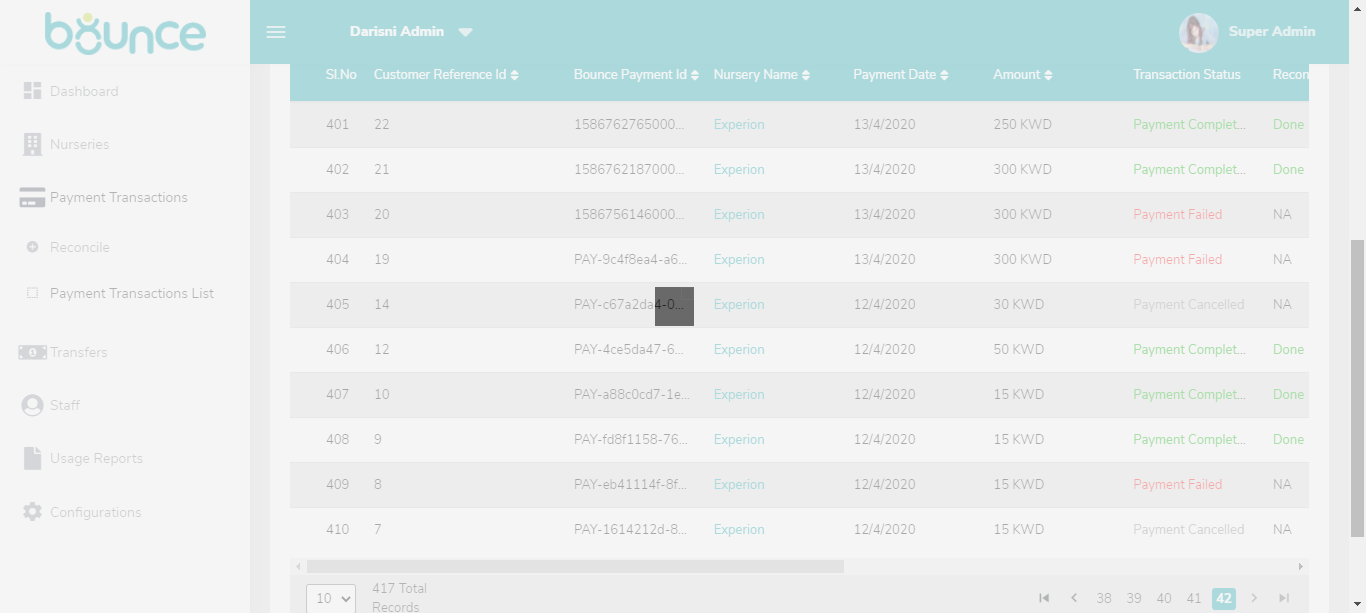 bounce
Darisni Admin
Super Admin
Dashboard
Nurseries
Payment Transactions
Reconcile
Payment Transactions List
Transfers
Staff
Usage Reports
Configurations
Sl.No Customer Reference Id Bounce Payment Id Nursery Name Payment Date Amount Transaction Status Recon
401 22 1586762765000... Experion 13/4/2020 250 KWD Payment Complet... Done
402 21 1586762187000... Experion 13/4/2020 300 KWD Payment Complet... Done
403 20 1586756146000... Experion 13/4/2020 300 KWD Payment Failed NA
404 19 PAY-9c4f8ea4-a6... Experion 13/4/2020 300 KWD Payment Failed NA
405 14 PAY-c67a2da4-0... Experion 12/4/2020 30 KWD Payment Cancelled NA
406 12 PAY-4ce5da47-6... Experion 12/4/2020 50 KWD Payment Complet... Done
407 10 PAY-a88c0cd7-1e... Experion 12/4/2020 15 KWD Payment Complet... Done
408 9 PAY-fd8f1158-76... Experion 12/4/2020 15 KWD Payment Complet... Done
409 8 PAY-eb41114f-8f... Experion 12/4/2020 15 KWD Payment Failed NA
410 7 PAY-1614212d-8... Experion 12/4/2020 15 KWD Payment Cancelled NA
10
417 Total
Records
38 39 40 41 42